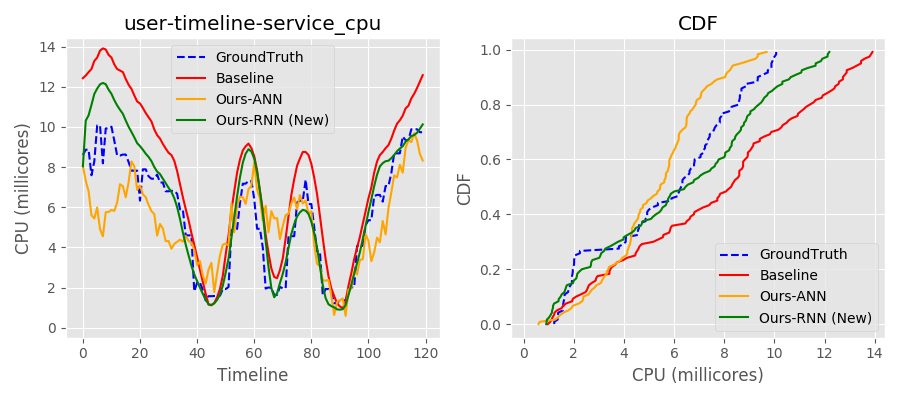 user-timeline-service_cpu
CPU (millicores)
14
12
10
8
6
4
2
0
0 20 40 60 80 100 120
Timeline
GroundTruth
Baseline
Ours-ANN
Ours-RNN (New)
CDF
CDF
1.0
0.8
0.6
0.4
0.2
0.0
0 2 4 6 8 10 12 14
CPU (millicores)
GroundTruth
Baseline
Ours-ANN
Ours-RNN (New)